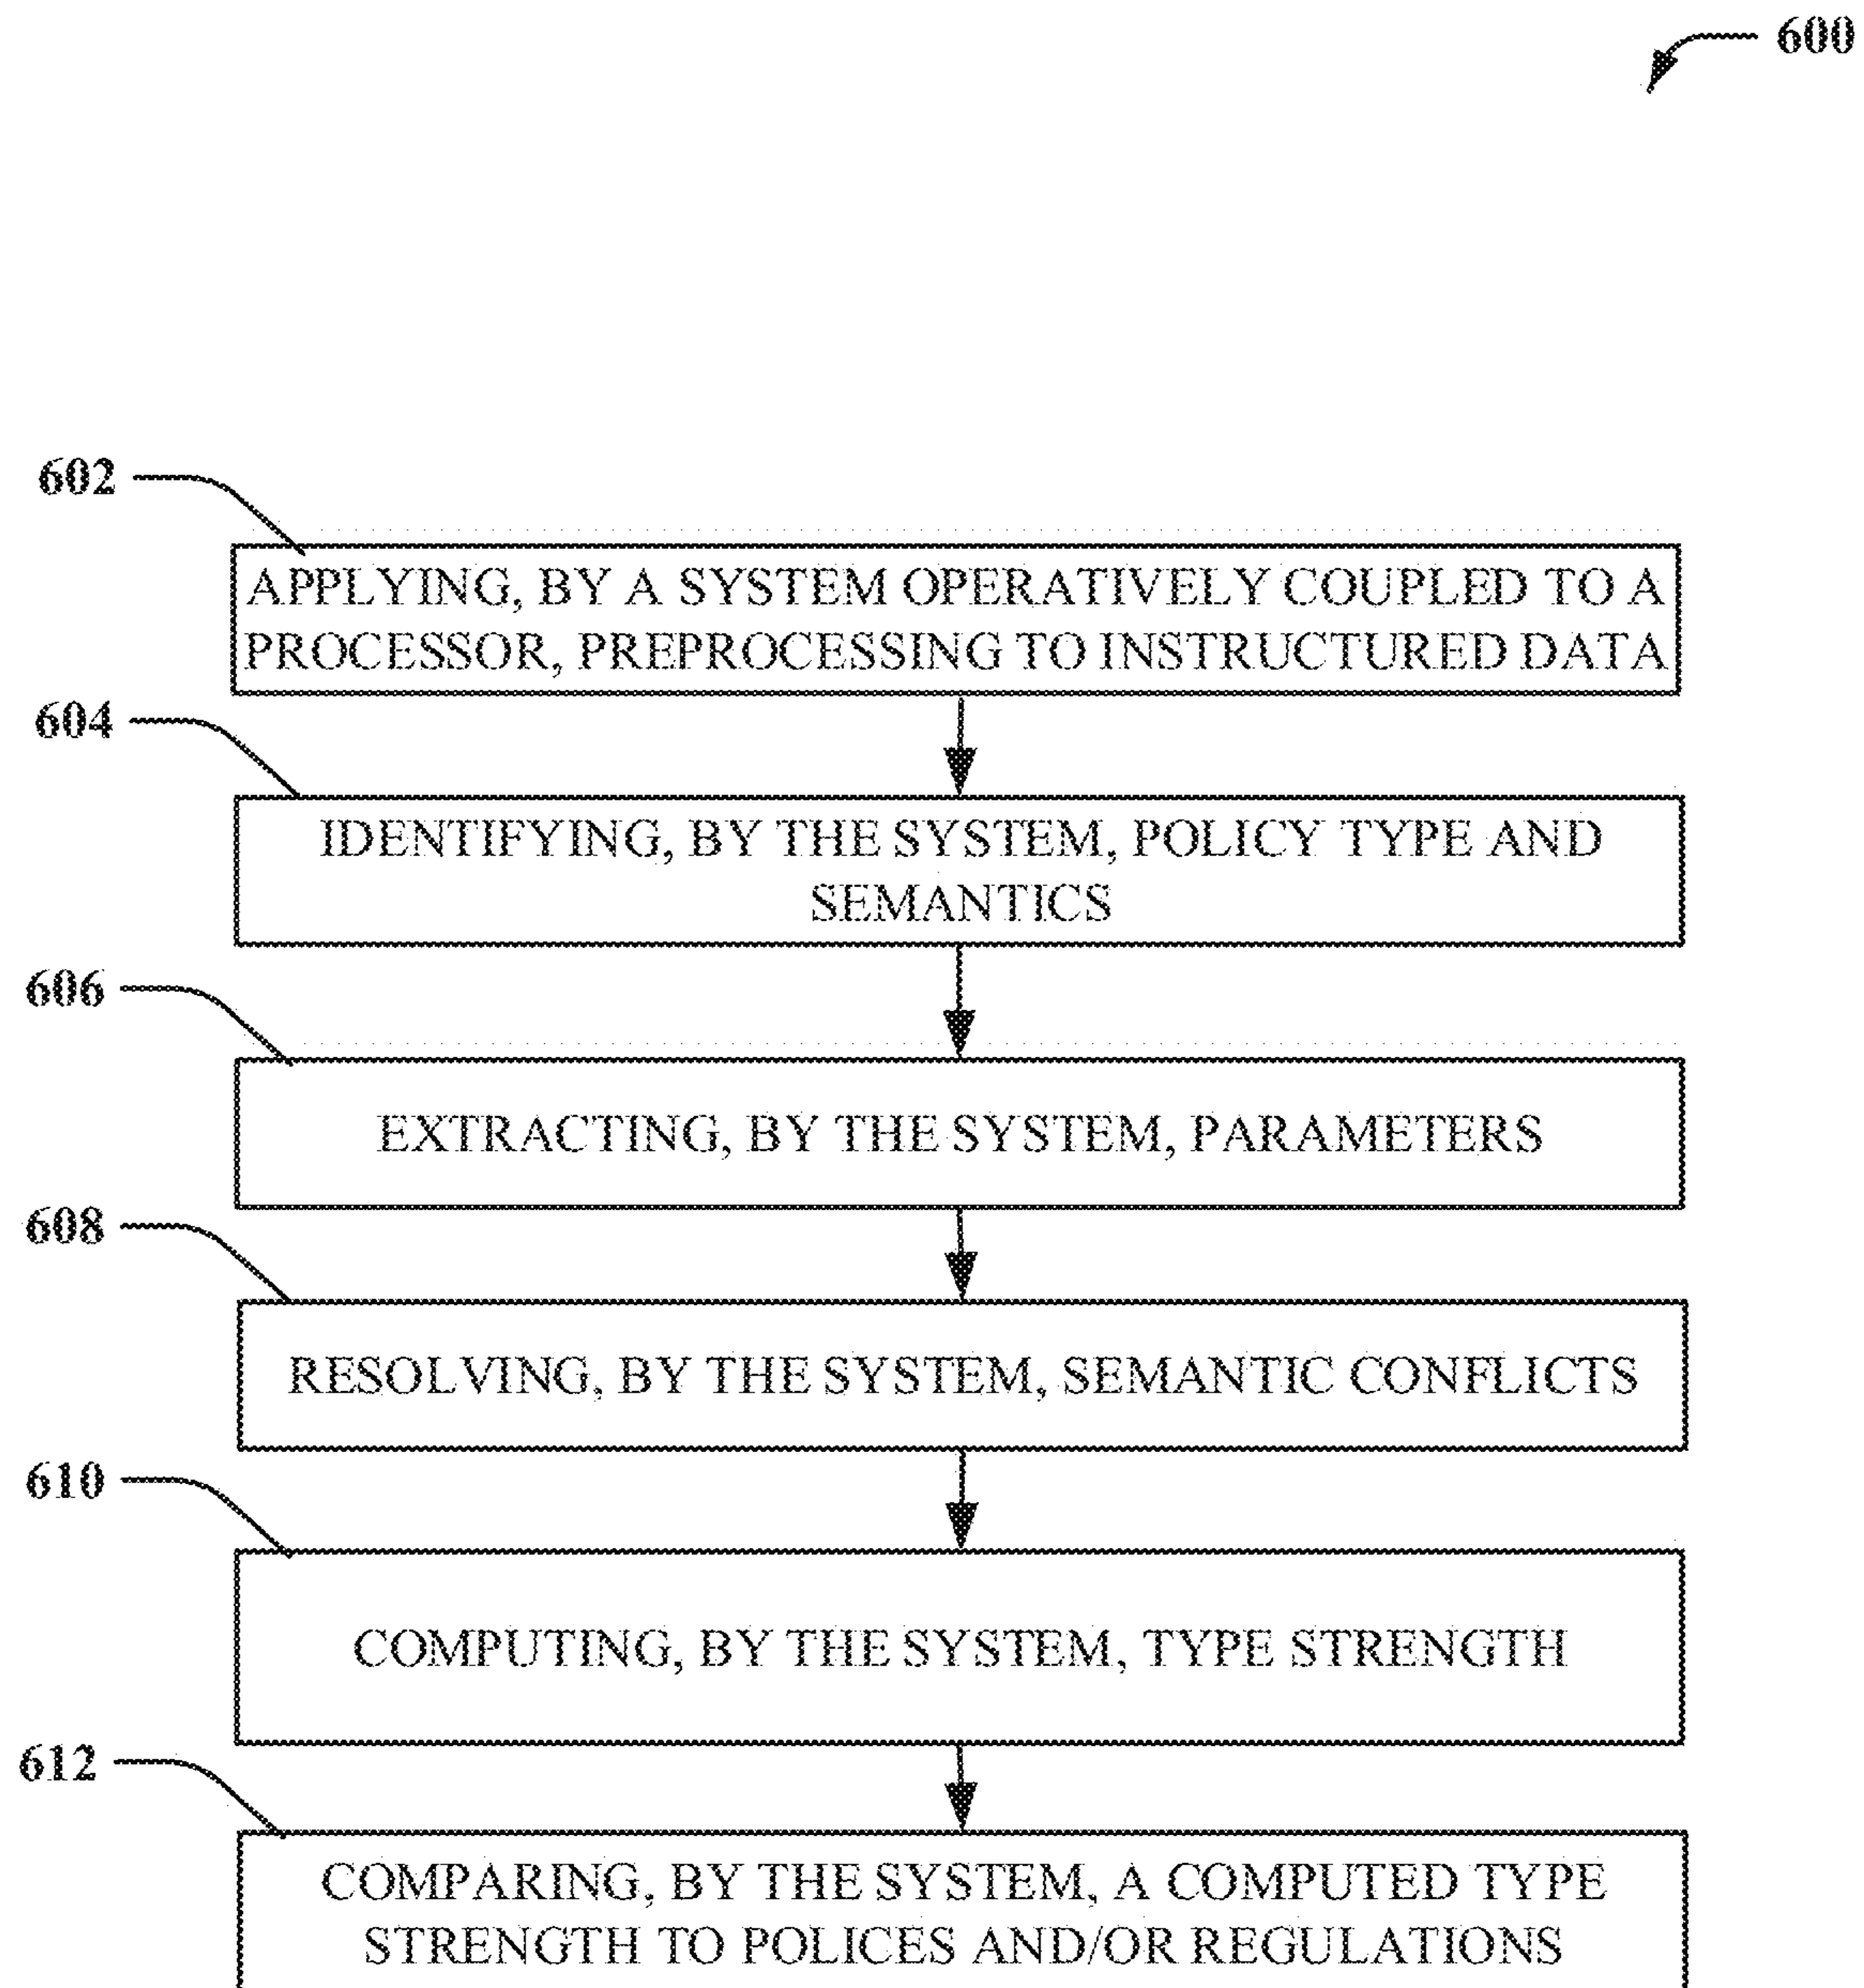 600
602
APPLYING, BY A SYSTEM OPERATIVELY COUPLED TO A
PROCESSOR, PREPROCESSING TO INSTRUCTURED DATA
604
IDENTIFYING, BY THE SYSTEM, POLICY TYPE AND
SEMANTICS
606
EXTRACTING, BY THE SYSTEM, PARAMETERS
608
RESOLVING, BY THE SYSTEM, SEMANTIC CONFLICTS
610
COMPUTING, BY THE SYSTEM, TYPE STRENGTH
612
COMPARING, BY THE SYSTEM, A COMPUTED TYPE
STRENGTH TO POLICES AND/OR REGULATIONS